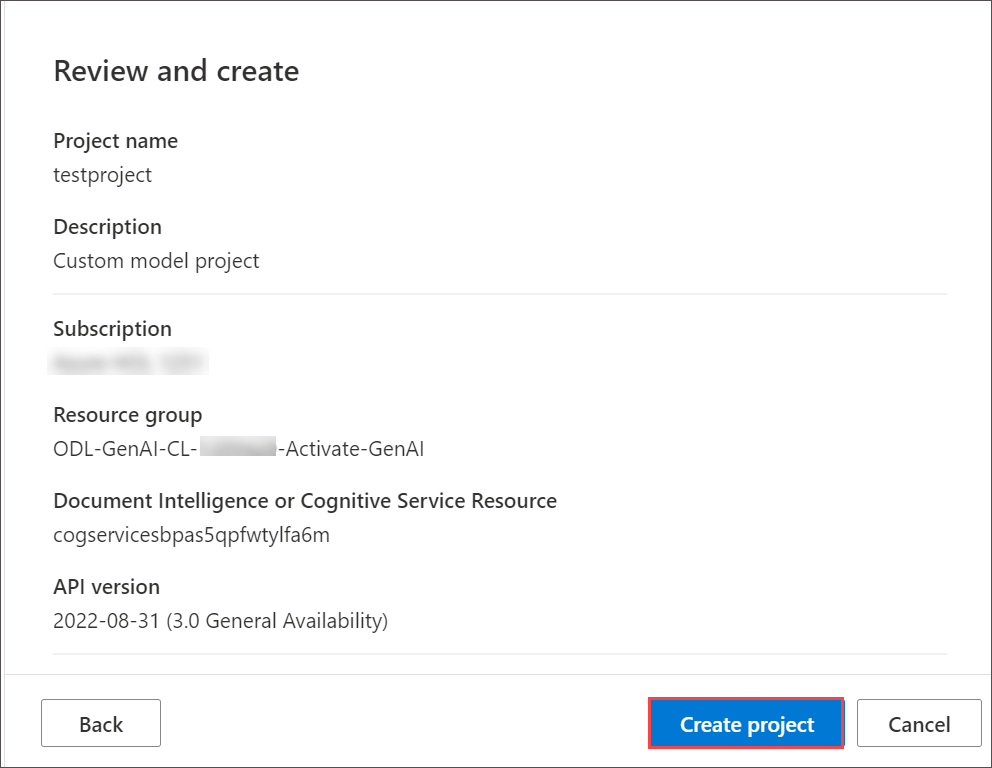 Review and create
Project name
testproject
Description
Custom model project
Subscription
Resource group
ODL-GenAI-CL- -Activate-GenAI
Document Intelligence or Cognitive Service Resource
cogservicesbpas5qpfwtylfa6m
API version
2022-08-31 (3.0 General Availability)
Back
Create project
Cancel